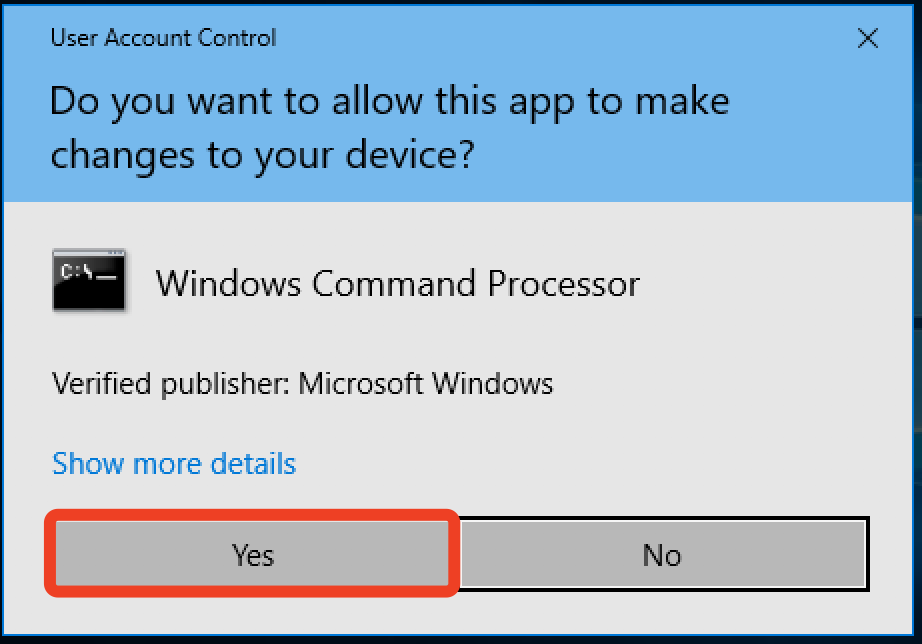 User Account Control
Do you want to allow this app to make
changes to your device?
C:\_
Windows Command Processor
Verified publisher: Microsoft Windows
Show more details
Yes
No